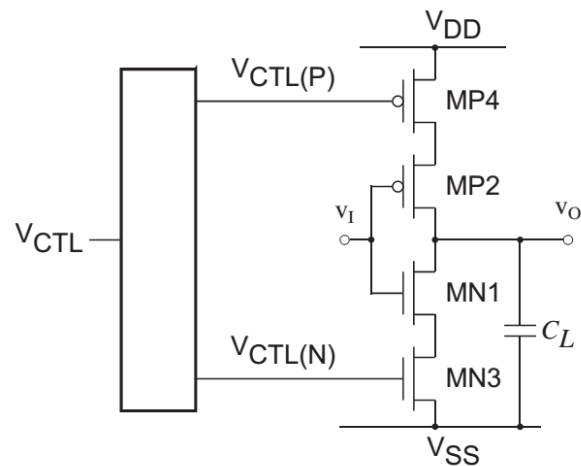 V_DD
V_CTL(P)
MP4
MP2
v_I
v_O
V_CTL
MN1
C_L
V_CTL(N)
MN3
V_SS